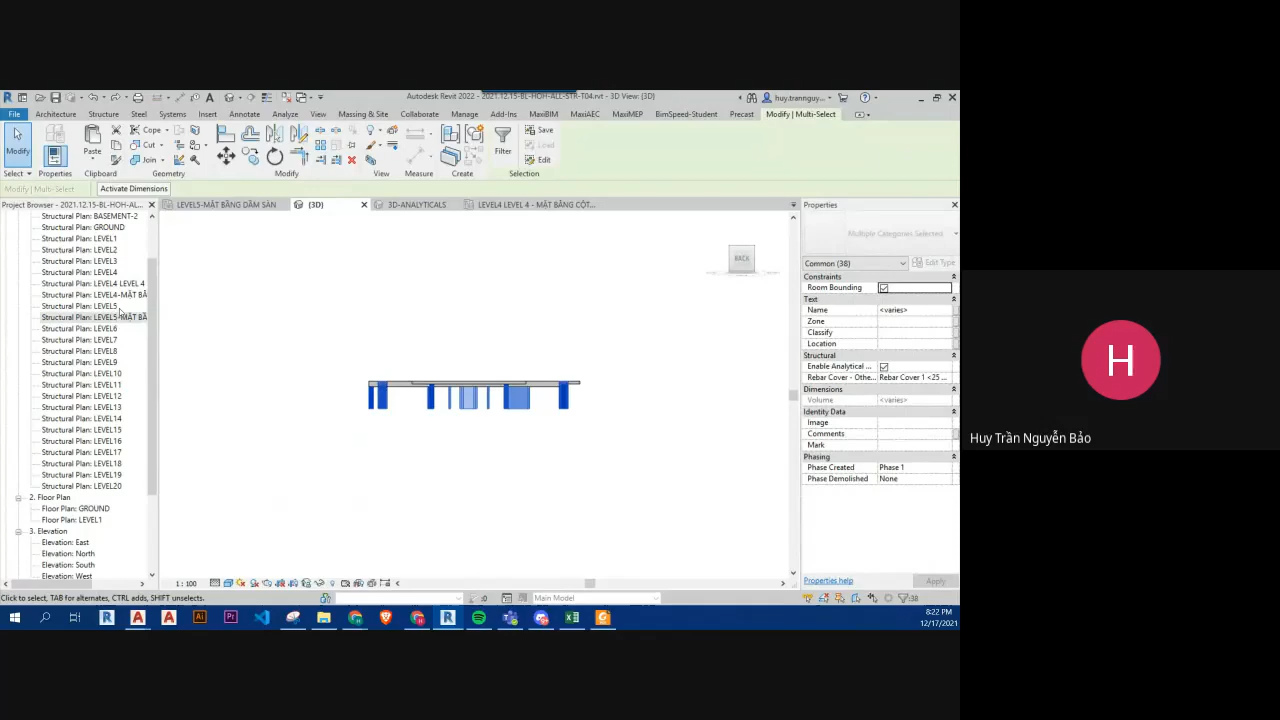 Autodesk Revit 2022 - 2021.12.15-BL-HOH-ALL-STR-T04.rvt - 3D View: {3D}
huy.trannguy...
File Architecture Structure Steel Systems Insert Annotate Analyze View Massing & Site Collaborate Manage Add-Ins MaxiBIM MaxiAEC MaxiMEP BimSpeed-Student Precast Modify | Multi-Select
Modify
Paste
Cope
Cut
Join
Filter
Save
Load
Edit
Select Properties Clipboard Geometry Modify View Measure Create Selection
Modify | Multi-Select
Activate Dimensions
Project Browser - 2021.12.15-BL-HOH-AL...
LEVEL5-MẶT BẰNG DẦM SÀN
{3D}
3D-ANALYTICALS
LEVEL4 LEVEL 4 - MẶT BẰNG CỘT...
Structural Plan: BASEMENT-2
Structural Plan: GROUND
Structural Plan: LEVEL1
Structural Plan: LEVEL2
Structural Plan: LEVEL3
Structural Plan: LEVEL4
Structural Plan: LEVEL4 LEVEL 4
Structural Plan: LEVEL4-MẶT BẰ
Structural Plan: LEVEL5
Structural Plan: LEVEL5-MẶT BẰ
Structural Plan: LEVEL6
Structural Plan: LEVEL7
Structural Plan: LEVEL8
Structural Plan: LEVEL9
Structural Plan: LEVEL10
Structural Plan: LEVEL11
Structural Plan: LEVEL12
Structural Plan: LEVEL13
Structural Plan: LEVEL14
Structural Plan: LEVEL15
Structural Plan: LEVEL16
Structural Plan: LEVEL17
Structural Plan: LEVEL18
Structural Plan: LEVEL19
Structural Plan: LEVEL20
2. Floor Plan
Floor Plan: GROUND
Floor Plan: LEVEL1
3. Elevation
Elevation: East
Elevation: North
Elevation: South
Elevation: West
BACK
1 : 100
Properties
Multiple Categories Selected
Common (38)
Edit Type
Constraints
Room Bounding
Text
Name <varies>
Zone
Classify
Location
Structural
Enable Analytical ...
Rebar Cover - Othe... Rebar Cover 1 <25 ...
Dimensions
Volume <varies>
Identity Data
Image
Comments
Mark
Phasing
Phase Created Phase 1
Phase Demolished None
Properties help
Apply
Click to select, TAB for alternates, CTRL adds, SHIFT unselects.
:0
Main Model
:38
8:22 PM
12/17/2021
H
Huy Trần Nguyễn Bảo